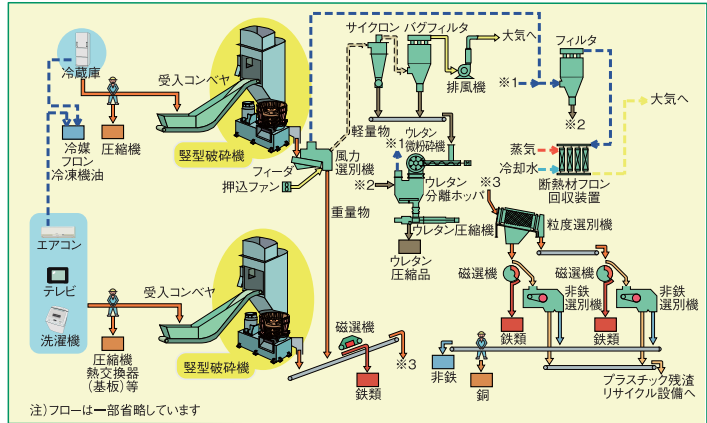 冷蔵庫
受入コンベヤ
冷媒
フロン
冷凍機油
圧縮機
竪型破砕機
サイクロン
バグフィルタ
大気へ
排風機
軽量物
フィーダ
押込ファン
風力
選別機
重量物
※1
ウレタン
微粉砕機
※2
ウレタン
分離ホッパ
ウレタン圧縮機
ウレタン
圧縮品
フィルタ
※1
※2
大気へ
蒸気
冷却水
断熱材フロン
回収装置
※3
粒度選別機
エアコン
テレビ
洗濯機
受入コンベヤ
圧縮機
熱交換器
(基板)等
竪型破砕機
磁選機
※3
鉄類
磁選機
非鉄
選別機
鉄類
磁選機
非鉄
選別機
鉄類
非鉄
銅
プラスチック残渣
リサイクル設備へ
注)フローは一部省略しています